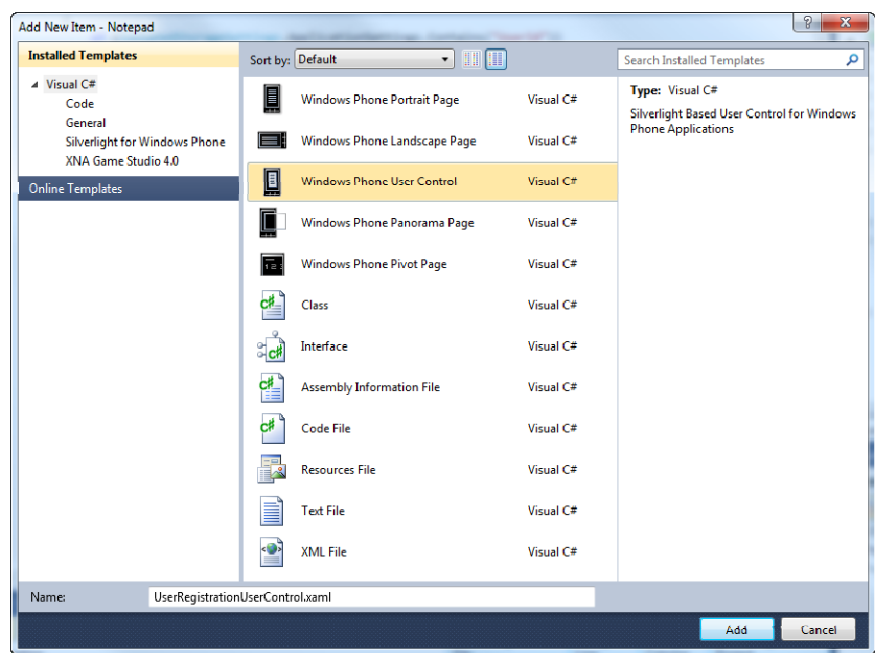 Add New Item - Notepad
Installed Templates
Visual C#
Code
General
Silverlight for Windows Phone
XNA Game Studio 4.0
Online Templates
Sort by: Default
Search Installed Templates
Windows Phone Portrait Page Visual C#
Windows Phone Landscape Page Visual C#
Windows Phone User Control Visual C#
Windows Phone Panorama Page Visual C#
Windows Phone Pivot Page Visual C#
Class Visual C#
Interface Visual C#
Assembly Information File Visual C#
Code File Visual C#
Resources File Visual C#
Text File Visual C#
XML File Visual C#
Type: Visual C#
Silverlight Based User Control for Windows
Phone Applications
Name: UserRegistrationUserControl.xaml
Add Cancel